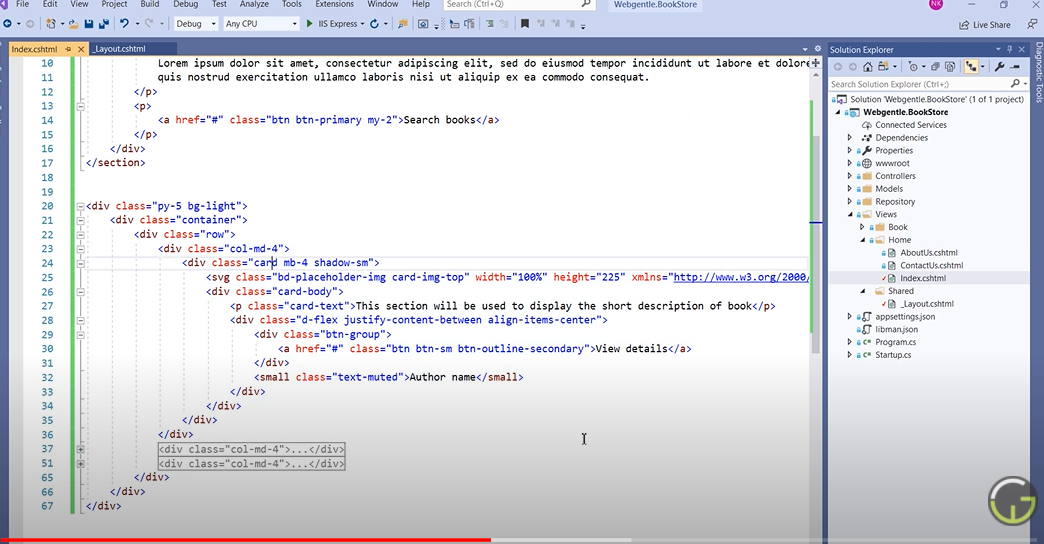 File Edit View Project Build Debug Test Analyze Tools Extensions Window Help Search (Ctrl+Q) Webgentle.BookStore NK
Debug Any CPU IIS Express Live Share
Index.cshtml _Layout.cshtml
10 Lorem ipsum dolor sit amet, consectetur adipiscing elit, sed do eiusmod tempor incididunt ut labore et dolore
11 quis nostrud exercitation ullamco laboris nisi ut aliquip ex ea commodo consequat.
12 </p>
13 <p>
14 <a href="#" class="btn btn-primary my-2">Search books</a>
15 </p>
16 </div>
17 </section>
18
19
20 <div class="py-5 bg-light">
21 <div class="container">
22 <div class="row">
23 <div class="col-md-4">
24 <div class="card mb-4 shadow-sm">
25 <svg class="bd-placeholder-img card-img-top" width="100%" height="225" xmlns="http://www.w3.org/2000/
26 <div class="card-body">
27 <p class="card-text">This section will be used to display the short description of book</p>
28 <div class="d-flex justify-content-between align-items-center">
29 <div class="btn-group">
30 <a href="#" class="btn btn-sm btn-outline-secondary">View details</a>
31 </div>
32 <small class="text-muted">Author name</small>
33 </div>
34 </div>
35 </div>
36 </div>
37 <div class="col-md-4">...</div>
51 <div class="col-md-4">...</div>
65 </div>
66 </div>
67 </div>
Solution Explorer
Search Solution Explorer (Ctrl+;)
Solution 'Webgentle.BookStore' (1 of 1 project)
Webgentle.BookStore
Connected Services
Dependencies
Properties
wwwroot
Controllers
Models
Repository
Views
Book
Home
AboutUs.cshtml
ContactUs.cshtml
Index.cshtml
Shared
_Layout.cshtml
appsettings.json
libman.json
Program.cs
Startup.cs
Diagnostic Tools